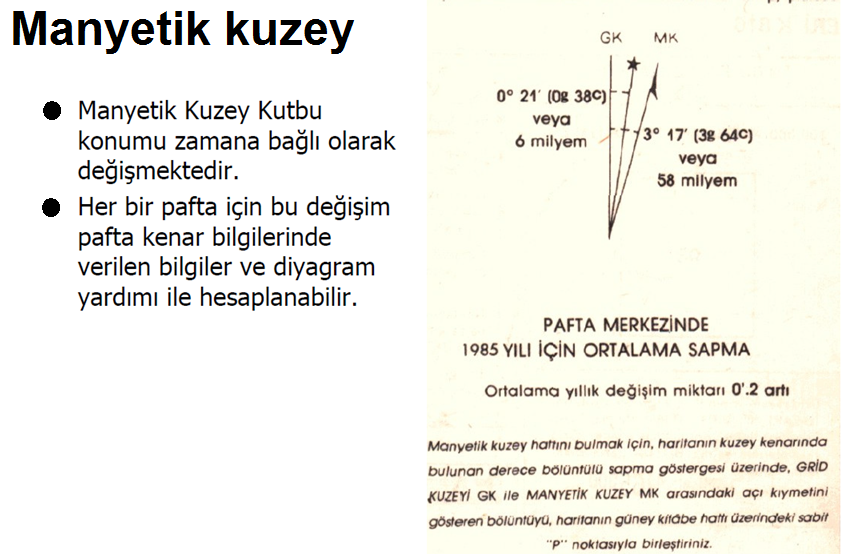 Manyetik kuzey
Manyetik Kuzey Kutbu
konumu zamana bağlı olarak
değişmektedir.
Her bir pafta için bu değişim
pafta kenar bilgilerinde
verilen bilgiler ve diyagram
yardımı ile hesaplanabilir.
GK MK
0° 21′ (0g 38c)
veya
6 milyem
3° 17′ (3g 64c)
veya
58 milyem
PAFTA MERKEZİNDE
1985 YILI İÇİN ORTALAMA SAPMA
Ortalama yıllık değişim miktarı 0'.2 artı
Manyetik kuzey hattını bulmak için, haritanın kuzey kenarında
bulunan derece bölüntülü sapma göstergesi üzerinde, GRİD
KUZEYİ GK ile MANYETİK KUZEY MK arasındaki açı kıymetini
gösteren bölüntüyü, haritanın güney kitâbe hattı üzerindeki sabit
"P" noktasıyla birleştiriniz.